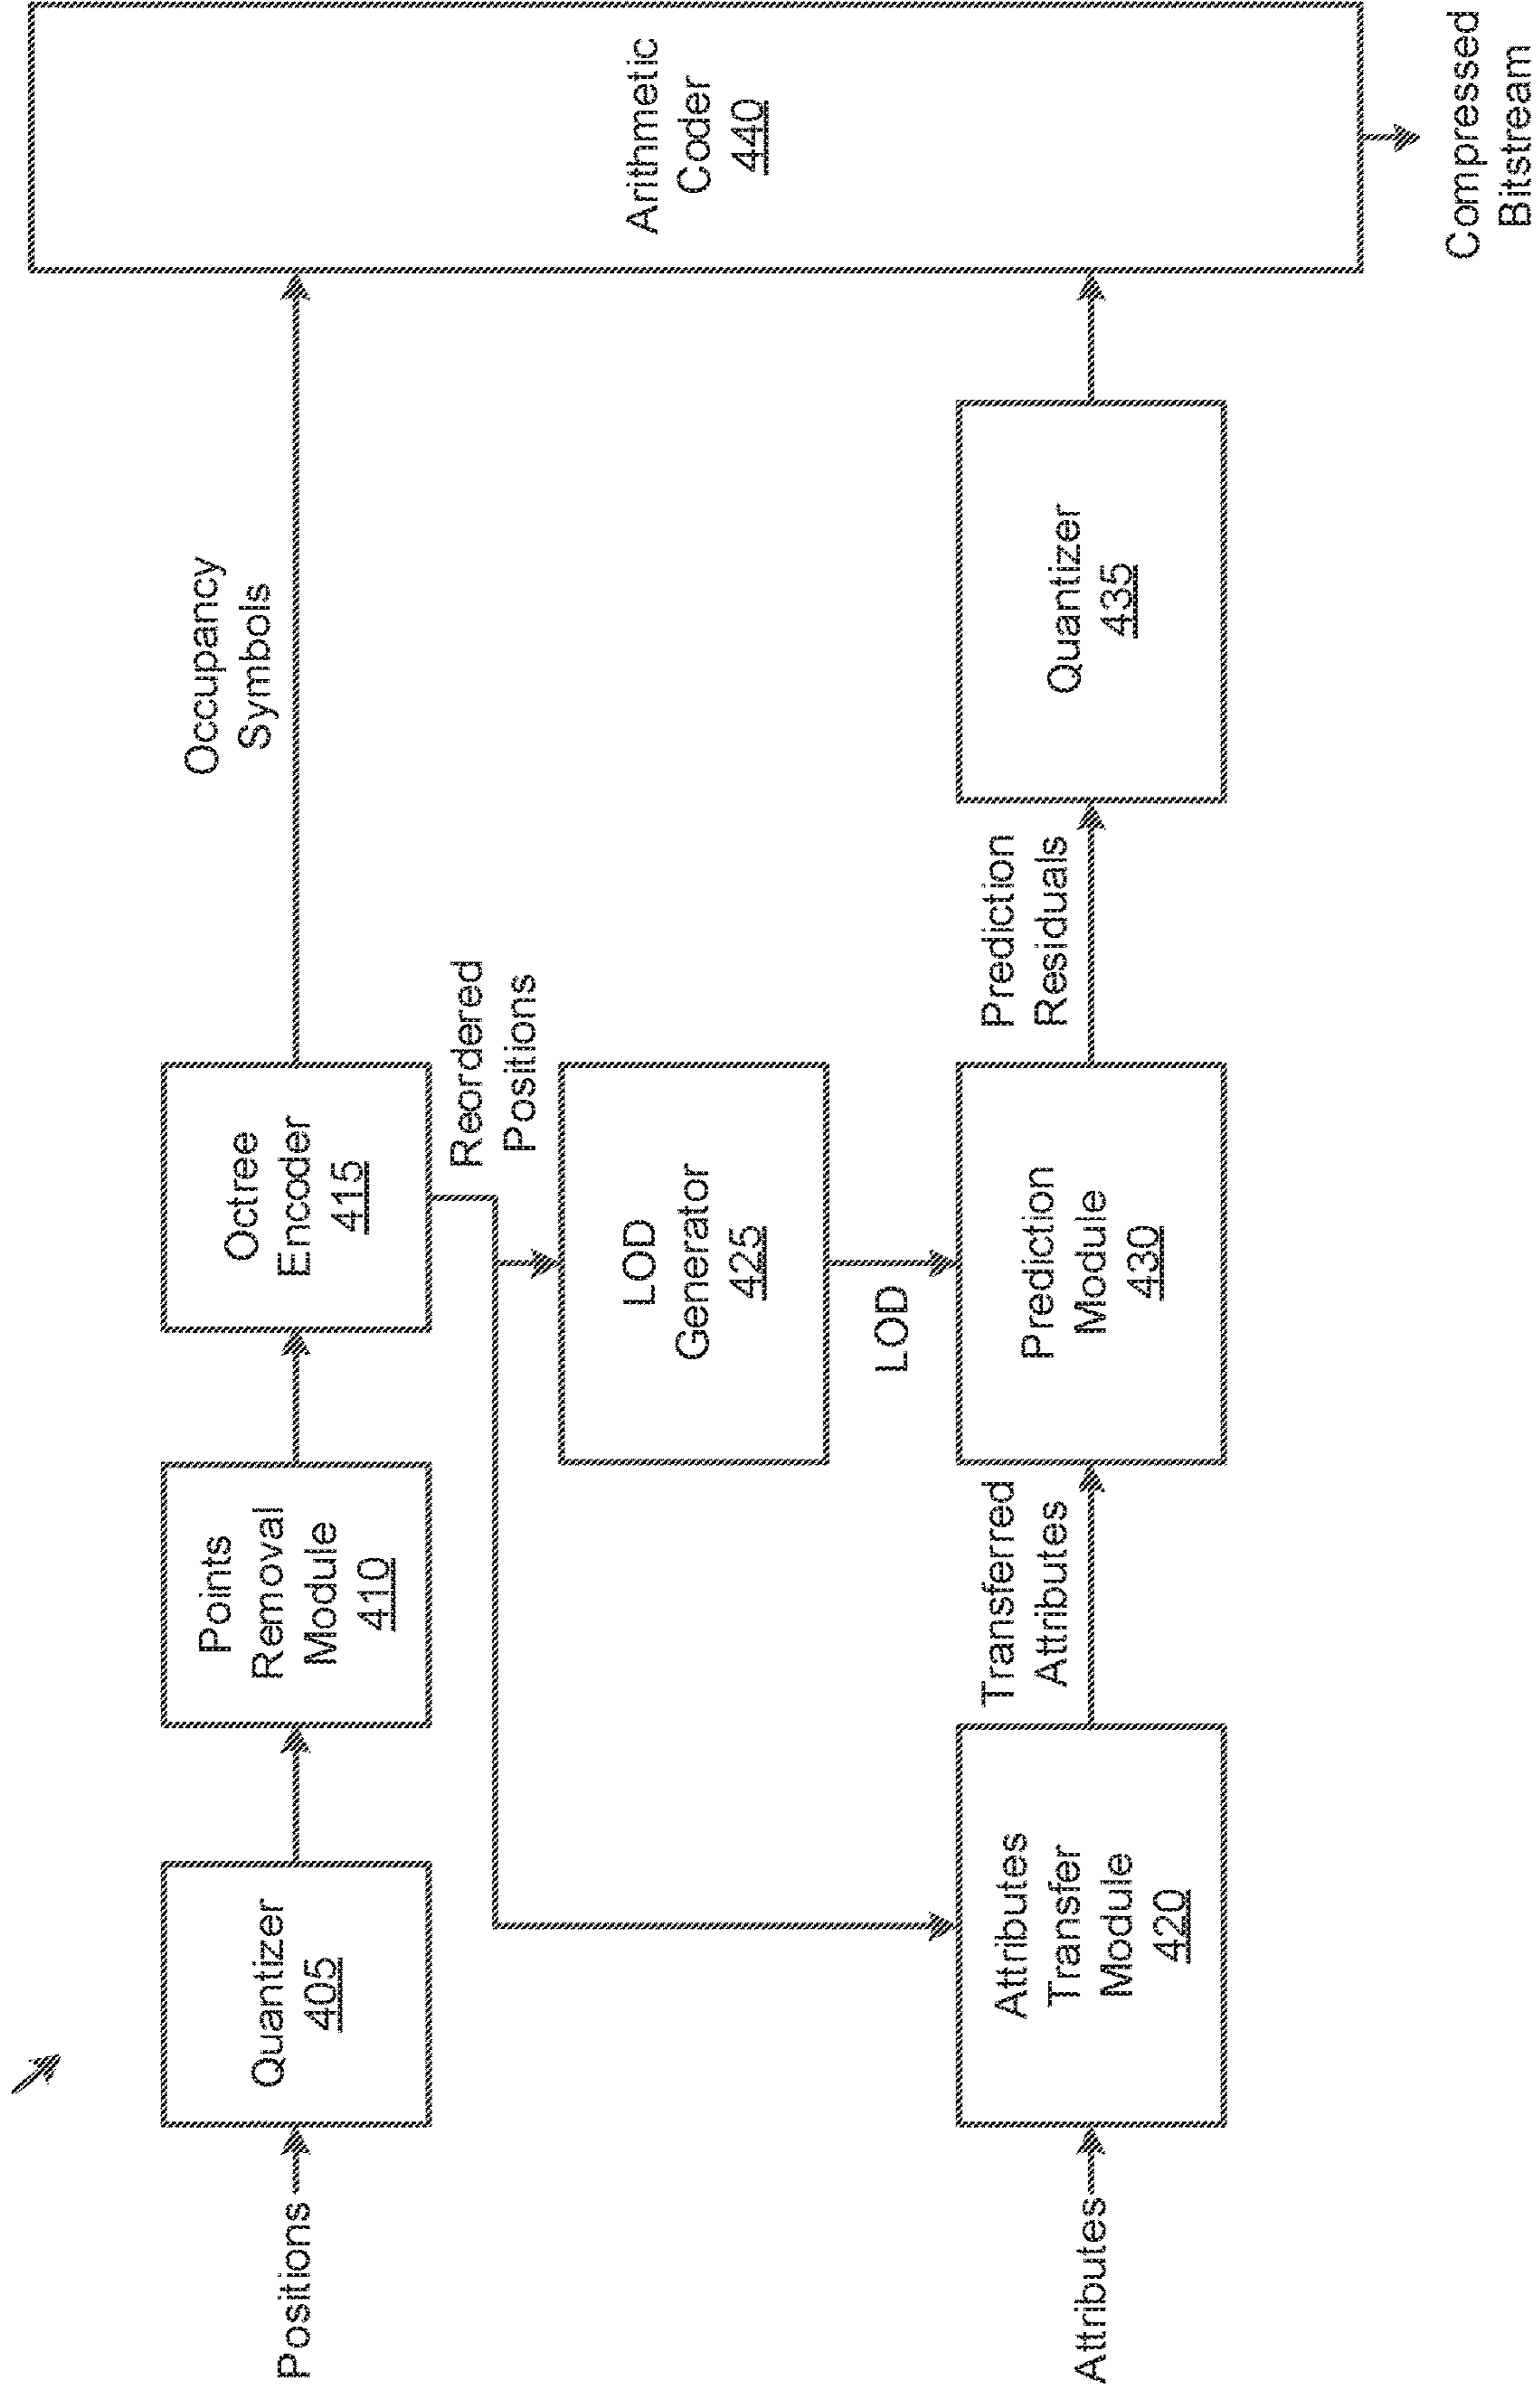 Positions
Quantizer
405
Points
Removal
Module
410
Octree
Encoder
415
Occupancy
Symbols
Reordered
Positions
LOD
Generator
425
LOD
Attributes
Attributes
Transfer
Module
420
Transferred
Attributes
Prediction
Module
430
Prediction
Residuals
Quantizer
435
Arithmetic
Coder
440
Compressed
Bitstream